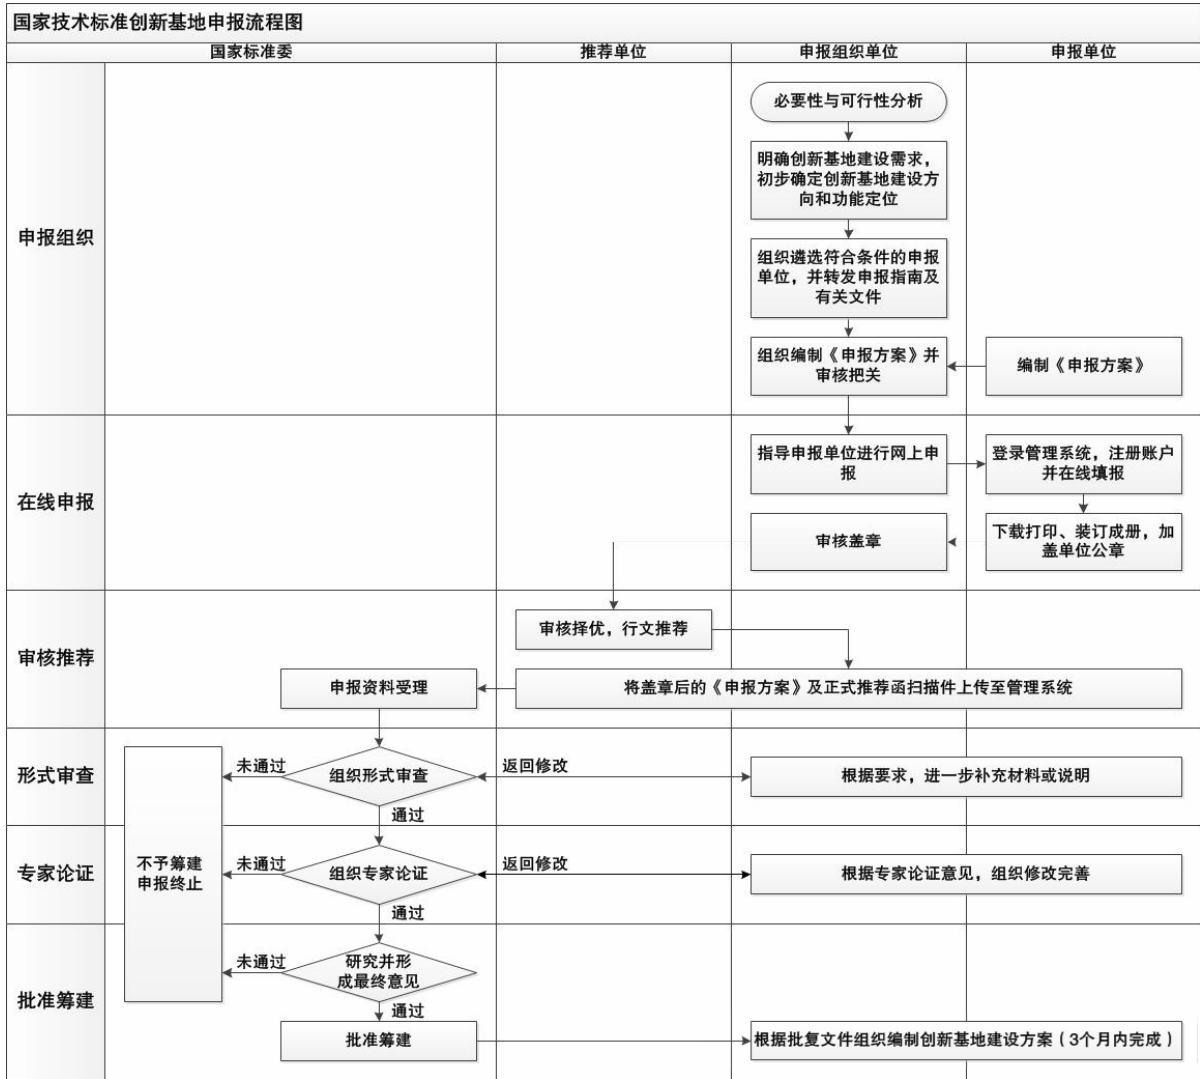 国家技术标准创新基地申报流程图
国家标准委
推荐单位
申报组织单位
申报单位
申报组织
必要性与可行性分析
明确创新基地建设需求，
初步确定创新基地建设方
向和功能定位
组织遴选符合条件的申报
单位，并转发申报指南及
有关文件
组织编制《申报方案》并
审核把关
编制《申报方案》
在线申报
指导申报单位进行网上申
报
登录管理系统，注册账户
并在线填报
审核盖章
下载打印、装订成册，加
盖单位公章
审核推荐
审核择优，行文推荐
申报资料受理
将盖章后的《申报方案》及正式推荐函扫描件上传至管理系统
形式审查
未通过
组织形式审查
返回修改
根据要求，进一步补充材料或说明
通过
专家论证
不予筹建
申报终止
未通过
组织专家论证
返回修改
根据专家论证意见，组织修改完善
通过
批准筹建
未通过
研究并形
成最终意见
通过
批准筹建
根据批复文件组织编制创新基地建设方案（3个月内完成）